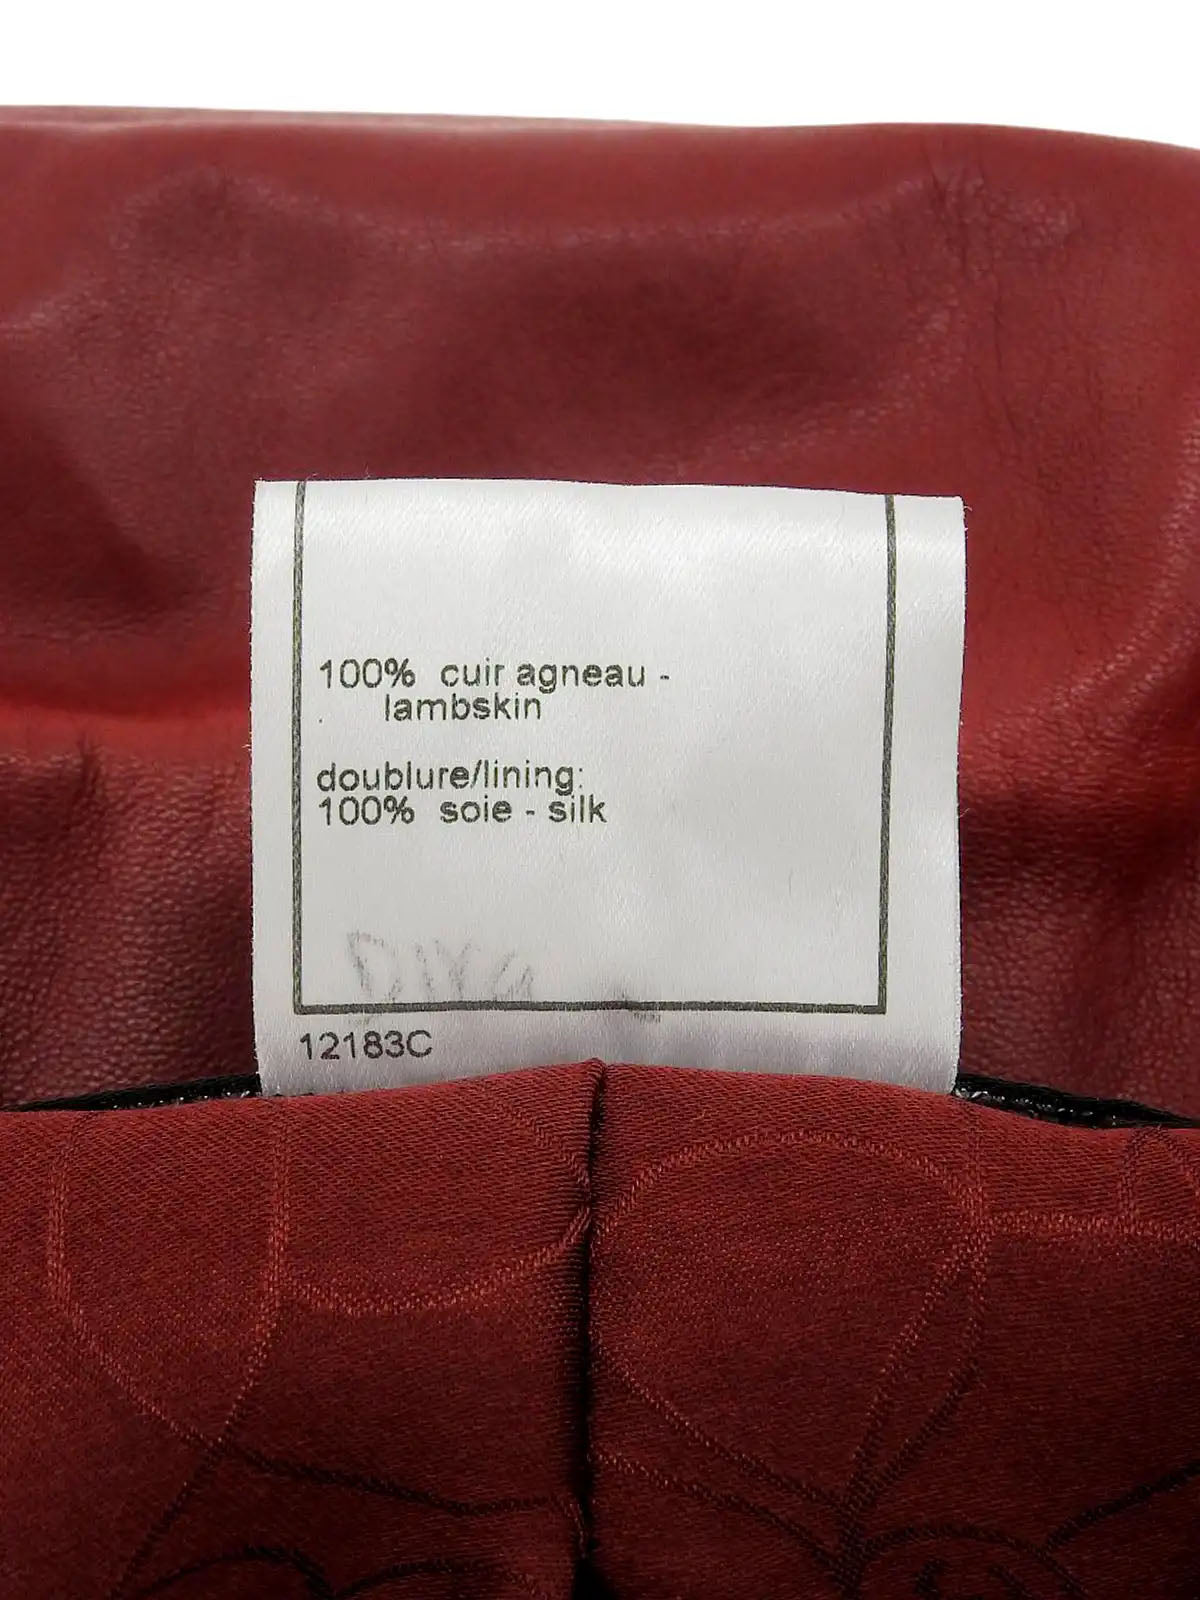 100% cuir agneau -
lambskin
doublure/lining:
100% soie - silk
12183C